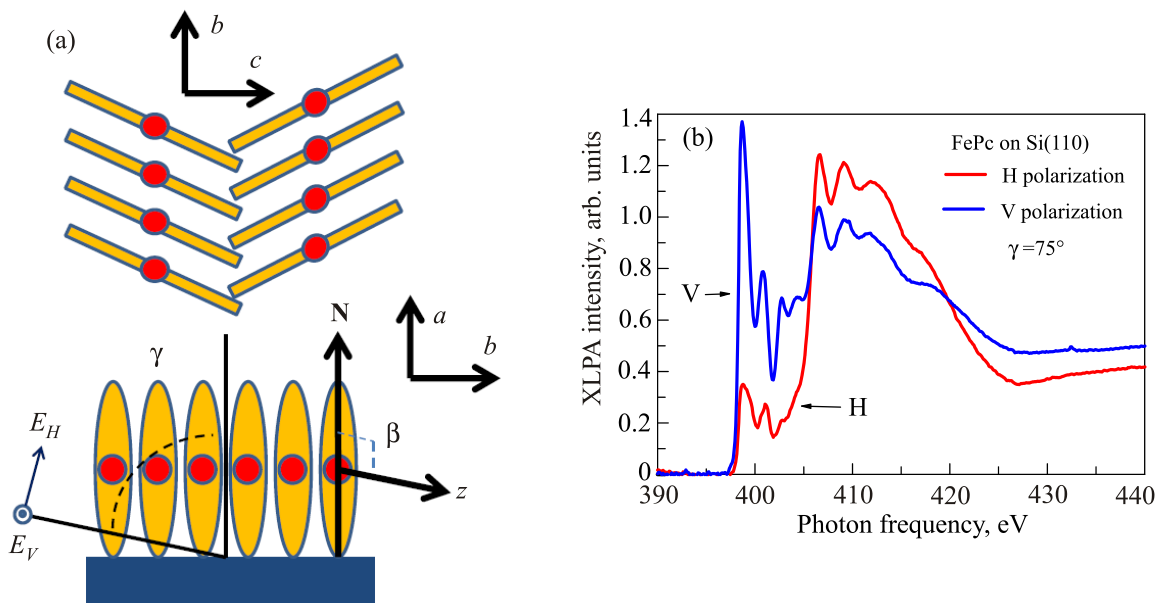 (a)
b
c
N
a
b
γ
β
E_H
z
E_V
(b)
FePc on Si(110)
H polarization
V polarization
γ =75°
V
H
XLPA intensity, arb. units
1.4
1.2
1.0
0.8
0.6
0.4
0.2
0
390
400
410
420
430
440
Photon frequency, eV